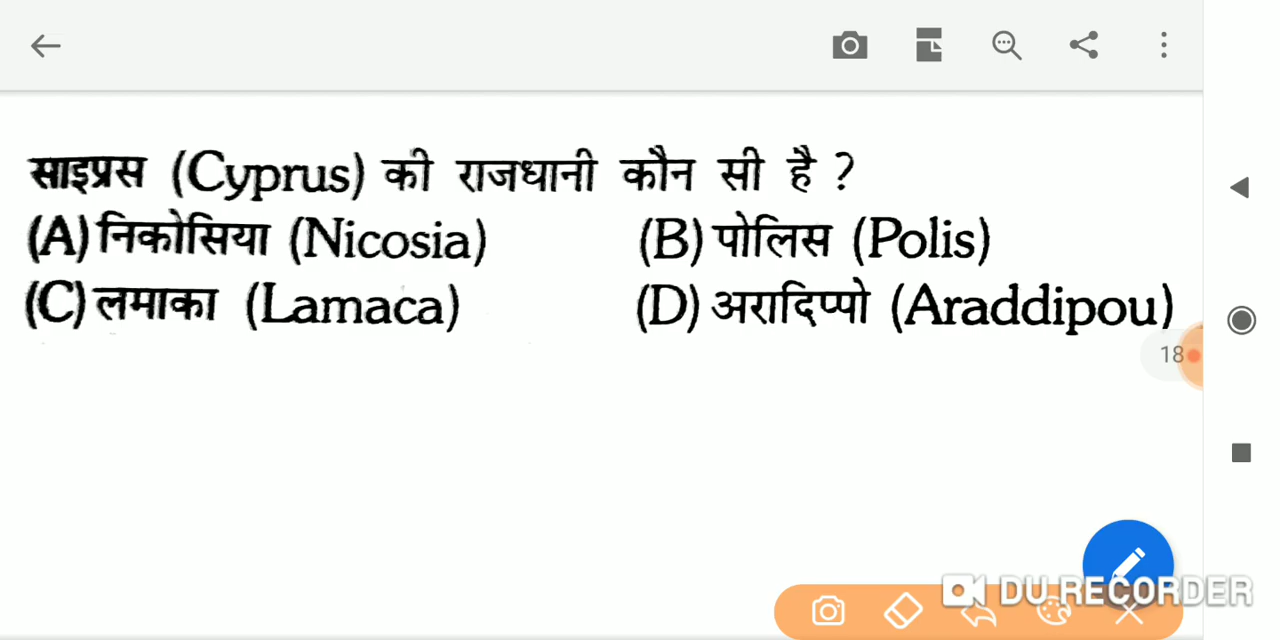 साइप्रस (Cyprus) की राजधानी कौन सी है ?
(A) निकोसिया (Nicosia) (B) पोलिस (Polis)
(C) लमाका (Lamaca) (D) अरादिप्पो (Araddipou)
18
DU RECORDER